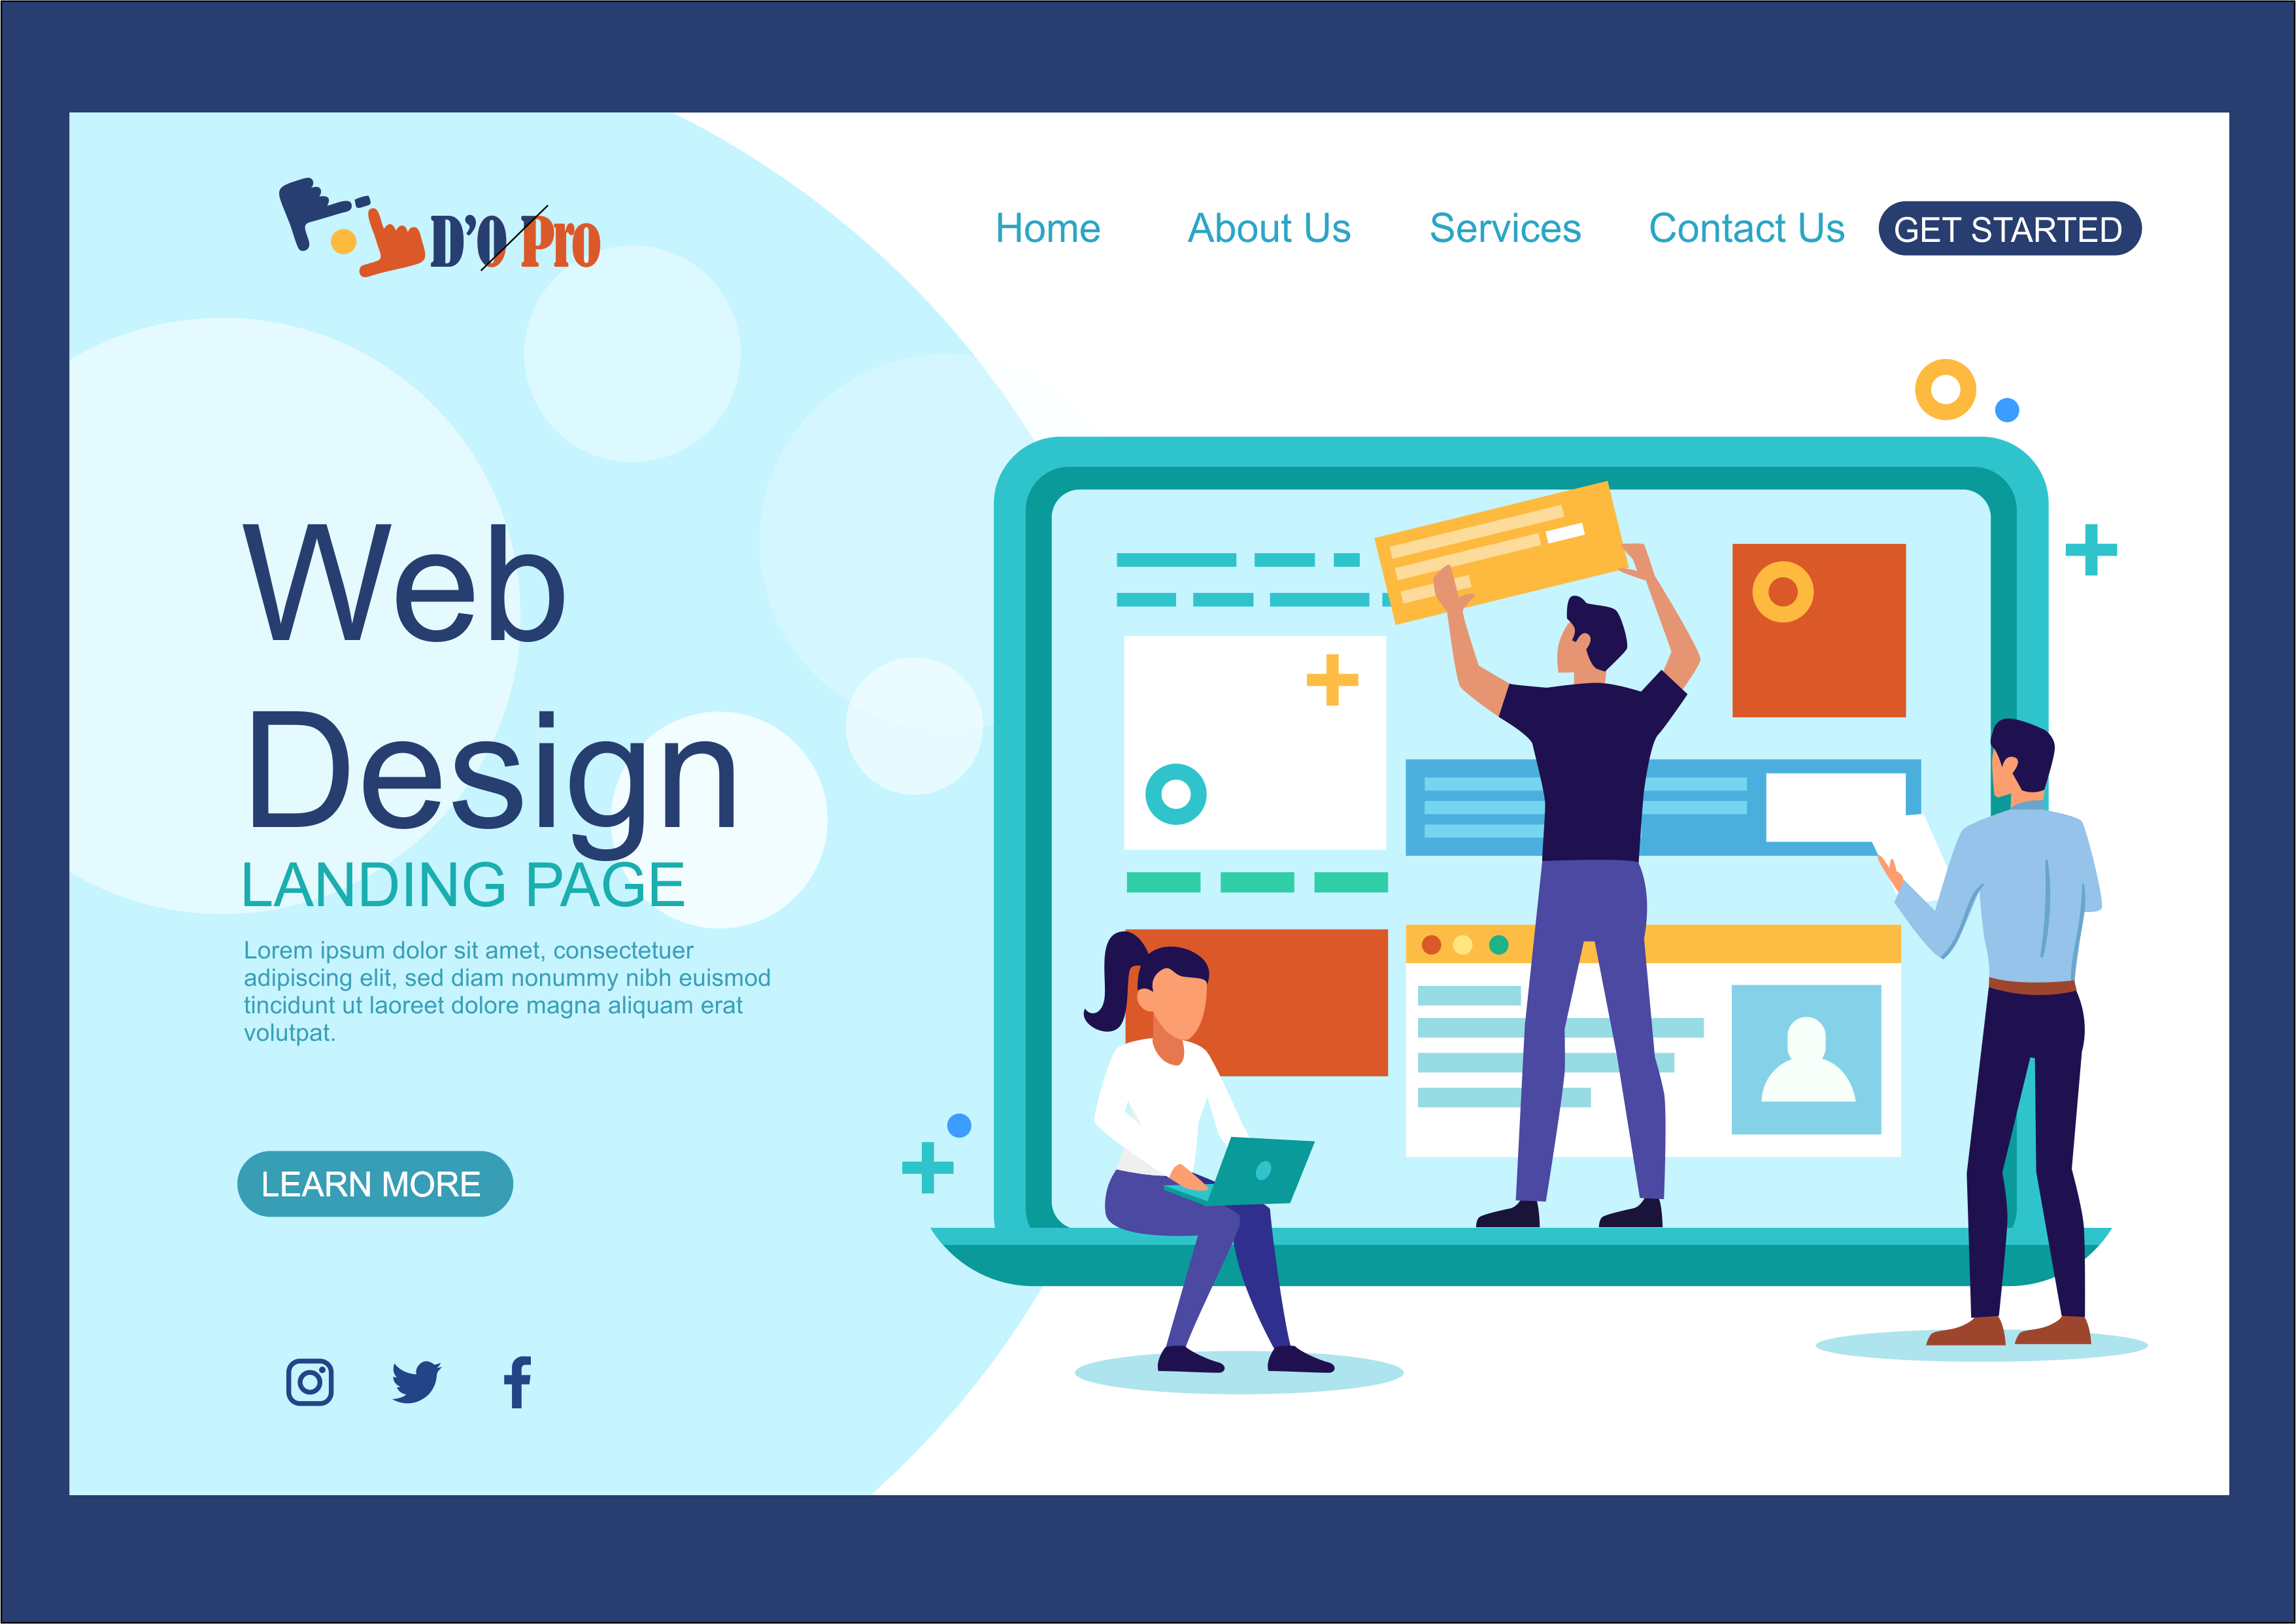 D'O Pro
Home About Us Services Contact Us GET STARTED
Web
Design
LANDING PAGE
Lorem ipsum dolor sit amet, consectetuer
adipiscing elit, sed diam nonummy nibh euismod
tincidunt ut laoreet dolore magna aliquam erat
volutpat.
LEARN MORE